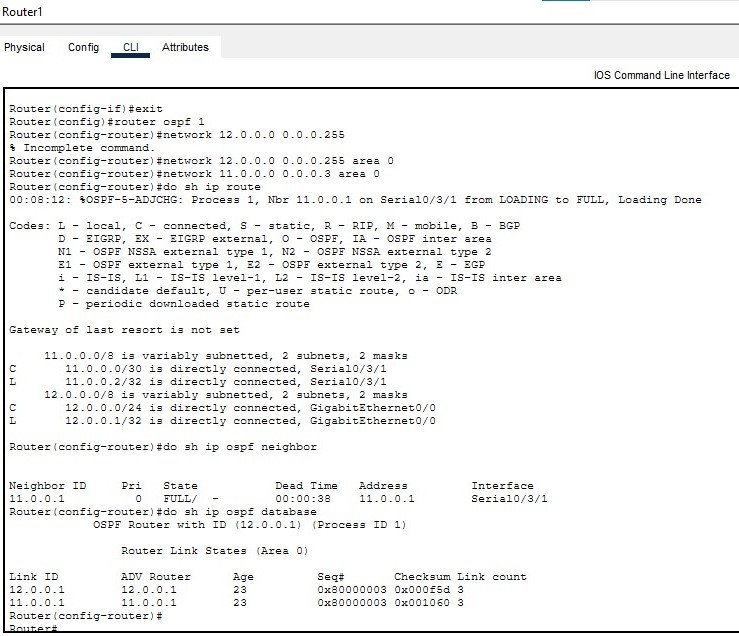 Router1
Physical Config CLI Attributes
IOS Command Line Interface
Router(config-if)#exit
Router(config)#router ospf 1
Router(config-router)#network 12.0.0.0 0.0.0.255
% Incomplete command.
Router(config-router)#network 12.0.0.0 0.0.0.255 area 0
Router(config-router)#network 11.0.0.0 0.0.0.3 area 0
Router(config-router)#do sh ip route
00:08:12: %OSPF-5-ADJCHG: Process 1, Nbr 11.0.0.1 on Serial0/3/1 from LOADING to FULL, Loading Done
Codes: L - local, C - connected, S - static, R - RIP, M - mobile, B - BGP
D - EIGRP, EX - EIGRP external, O - OSPF, IA - OSPF inter area
N1 - OSPF NSSA external type 1, N2 - OSPF NSSA external type 2
E1 - OSPF external type 1, E2 - OSPF external type 2, E - EGP
i - IS-IS, L1 - IS-IS level-1, L2 - IS-IS level-2, ia - IS-IS inter area
* - candidate default, U - per-user static route, o - ODR
P - periodic downloaded static route
Gateway of last resort is not set
11.0.0.0/8 is variably subnetted, 2 subnets, 2 masks
C 11.0.0.0/30 is directly connected, Serial0/3/1
L 11.0.0.2/32 is directly connected, Serial0/3/1
12.0.0.0/8 is variably subnetted, 2 subnets, 2 masks
C 12.0.0.0/24 is directly connected, GigabitEthernet0/0
L 12.0.0.1/32 is directly connected, GigabitEthernet0/0
Router(config-router)#do sh ip ospf neighbor
Neighbor ID Pri State Dead Time Address Interface
11.0.0.1 0 FULL/ - 00:00:38 11.0.0.1 Serial0/3/1
Router(config-router)#do sh ip ospf database
OSPF Router with ID (12.0.0.1) (Process ID 1)
Router Link States (Area 0)
Link ID ADV Router Age Seq# Checksum Link count
12.0.0.1 12.0.0.1 23 0x80000003 0x000f5d 3
11.0.0.1 11.0.0.1 23 0x80000003 0x001060 3
Router(config-router)#
Router#